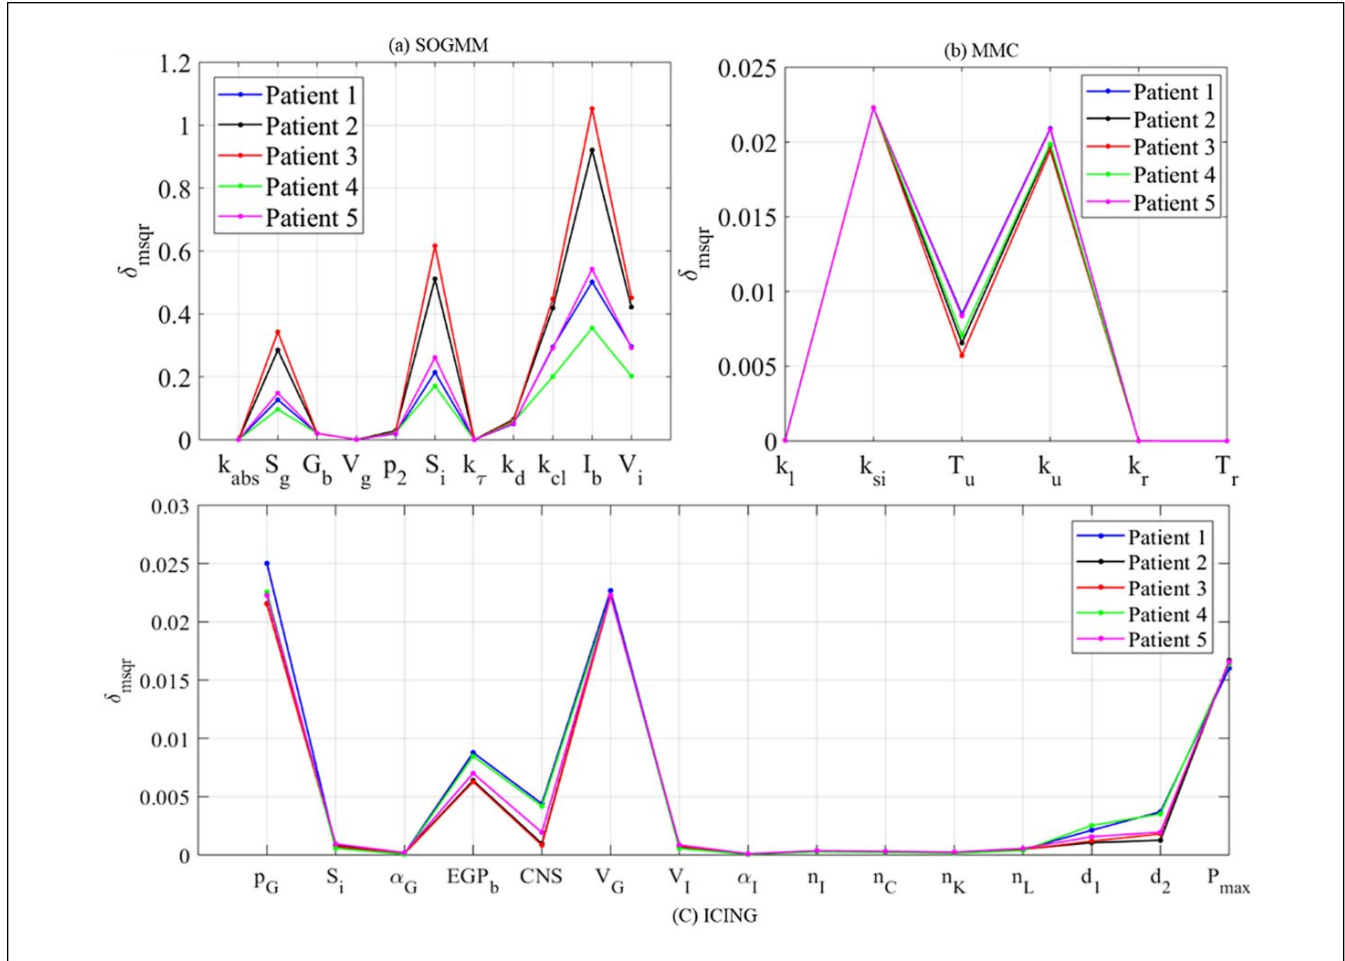 (a) SOGMM
δmsqr
1.2
1
0.8
0.6
0.4
0.2
0
Patient 1
Patient 2
Patient 3
Patient 4
Patient 5
kabs Sg Gb Vg p2 Si kτ kd kcl Ib Vi
(b) MMC
δmsqr
0.025
0.02
0.015
0.01
0.005
0
Patient 1
Patient 2
Patient 3
Patient 4
Patient 5
kl ksi Tu ku kr Tr
δmsqr
0.03
0.025
0.02
0.015
0.01
0.005
0
Patient 1
Patient 2
Patient 3
Patient 4
Patient 5
pG Si αG EGPb CNS VG VI αI nI nC nK nL d1 d2 Pmax
(C) ICING